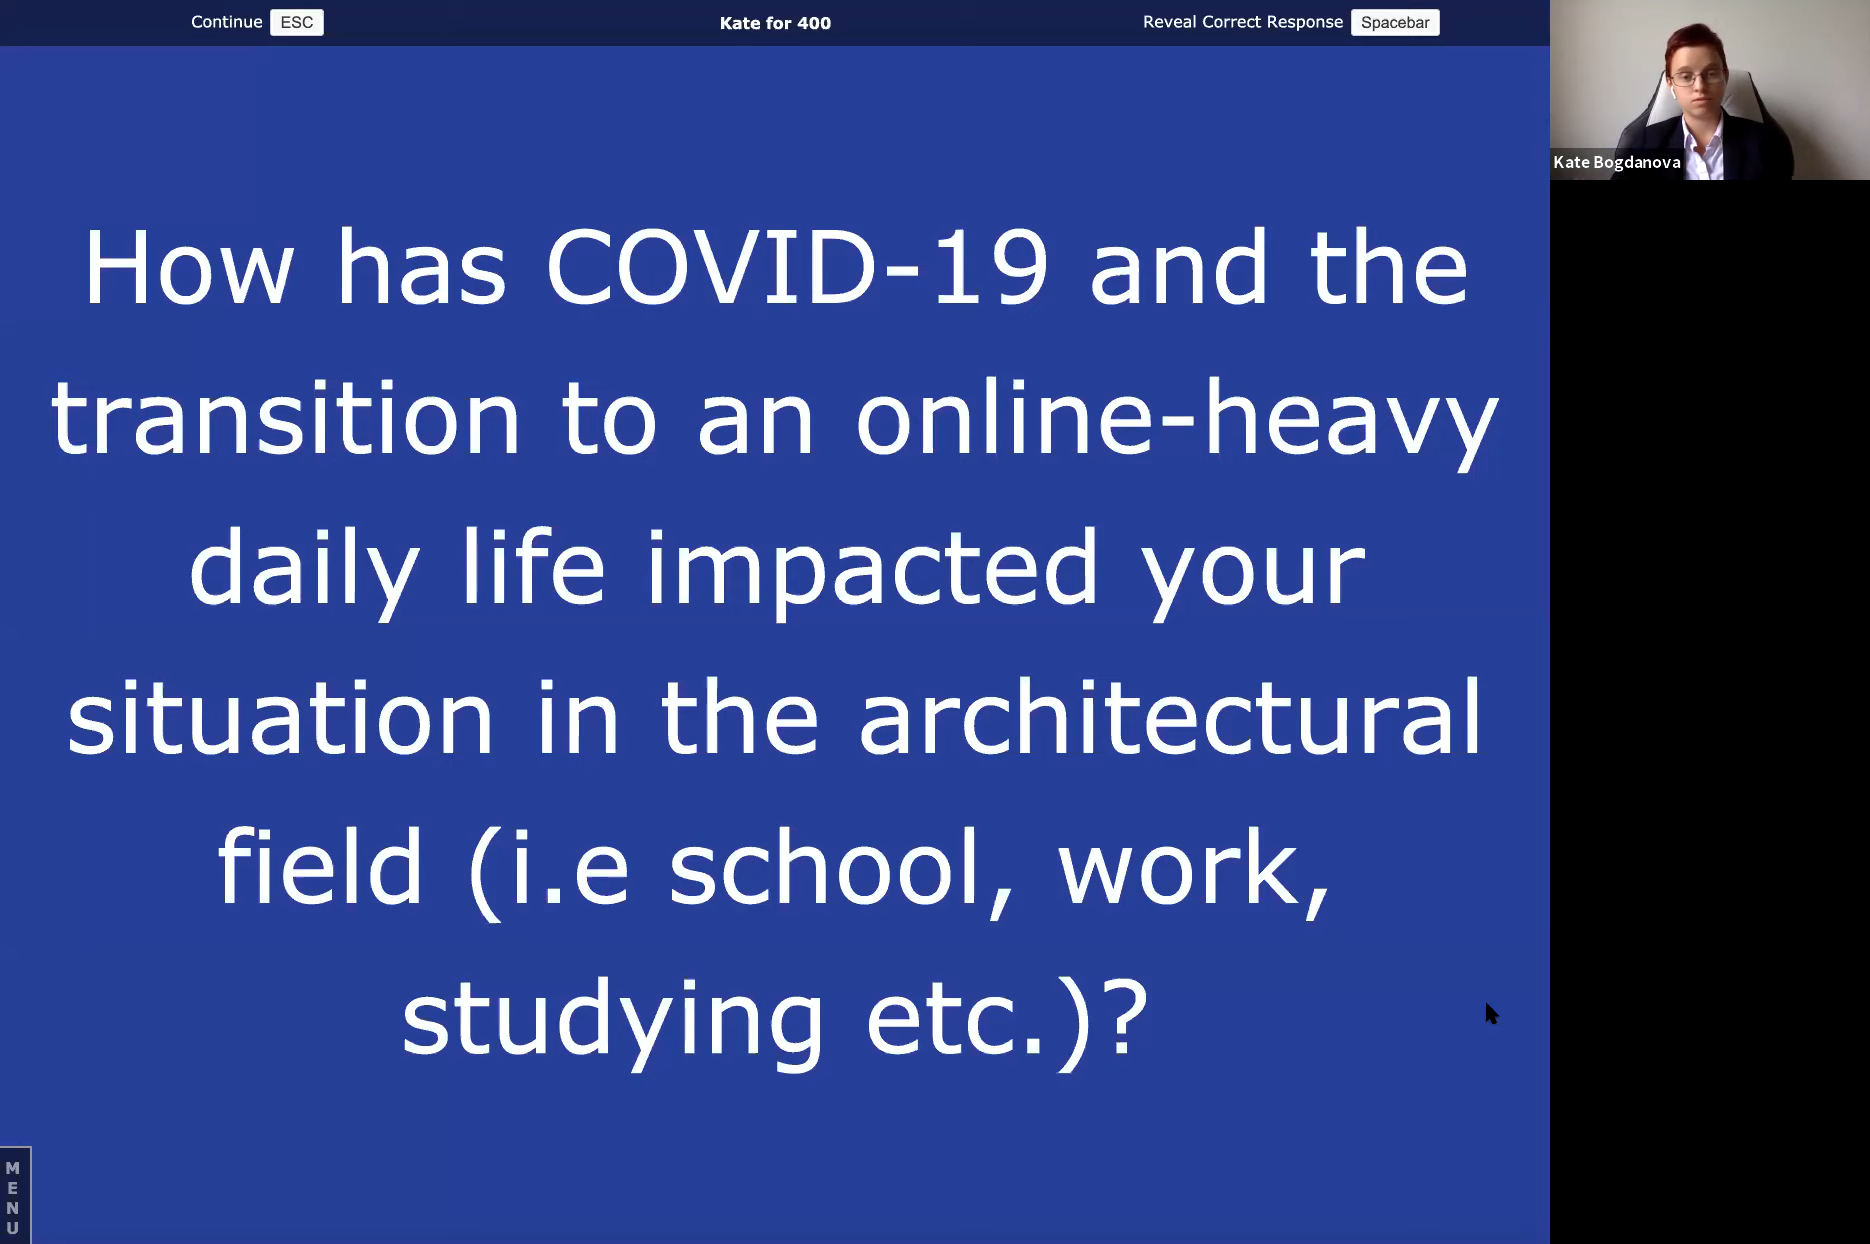 Continue ESC Kate for 400 Reveal Correct Response Spacebar
Kate Bogdanova
How has COVID-19 and the
transition to an online-heavy
daily life impacted your
situation in the architectural
field (i.e school, work,
studying etc.)?
MENU